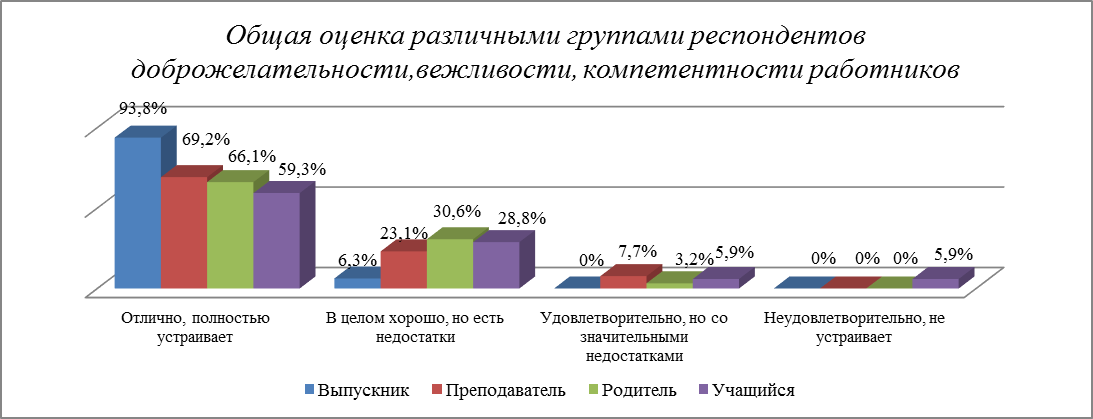 Общая оценка различными группами респондентов
доброжелательности,вежливости, компетентности работников
93,8%
69,2%
66,1%
59,3%
6,3%
23,1%
30,6%
28,8%
0%
7,7%
3,2%
5,9%
0%
0%
0%
5,9%
Отлично, полностью
устраивает
В целом хорошо, но есть
недостатки
Удовлетворительно, но со
значительными
недостатками
Неудовлетворительно, не
устраивает
Выпускник
Преподаватель
Родитель
Учащийся